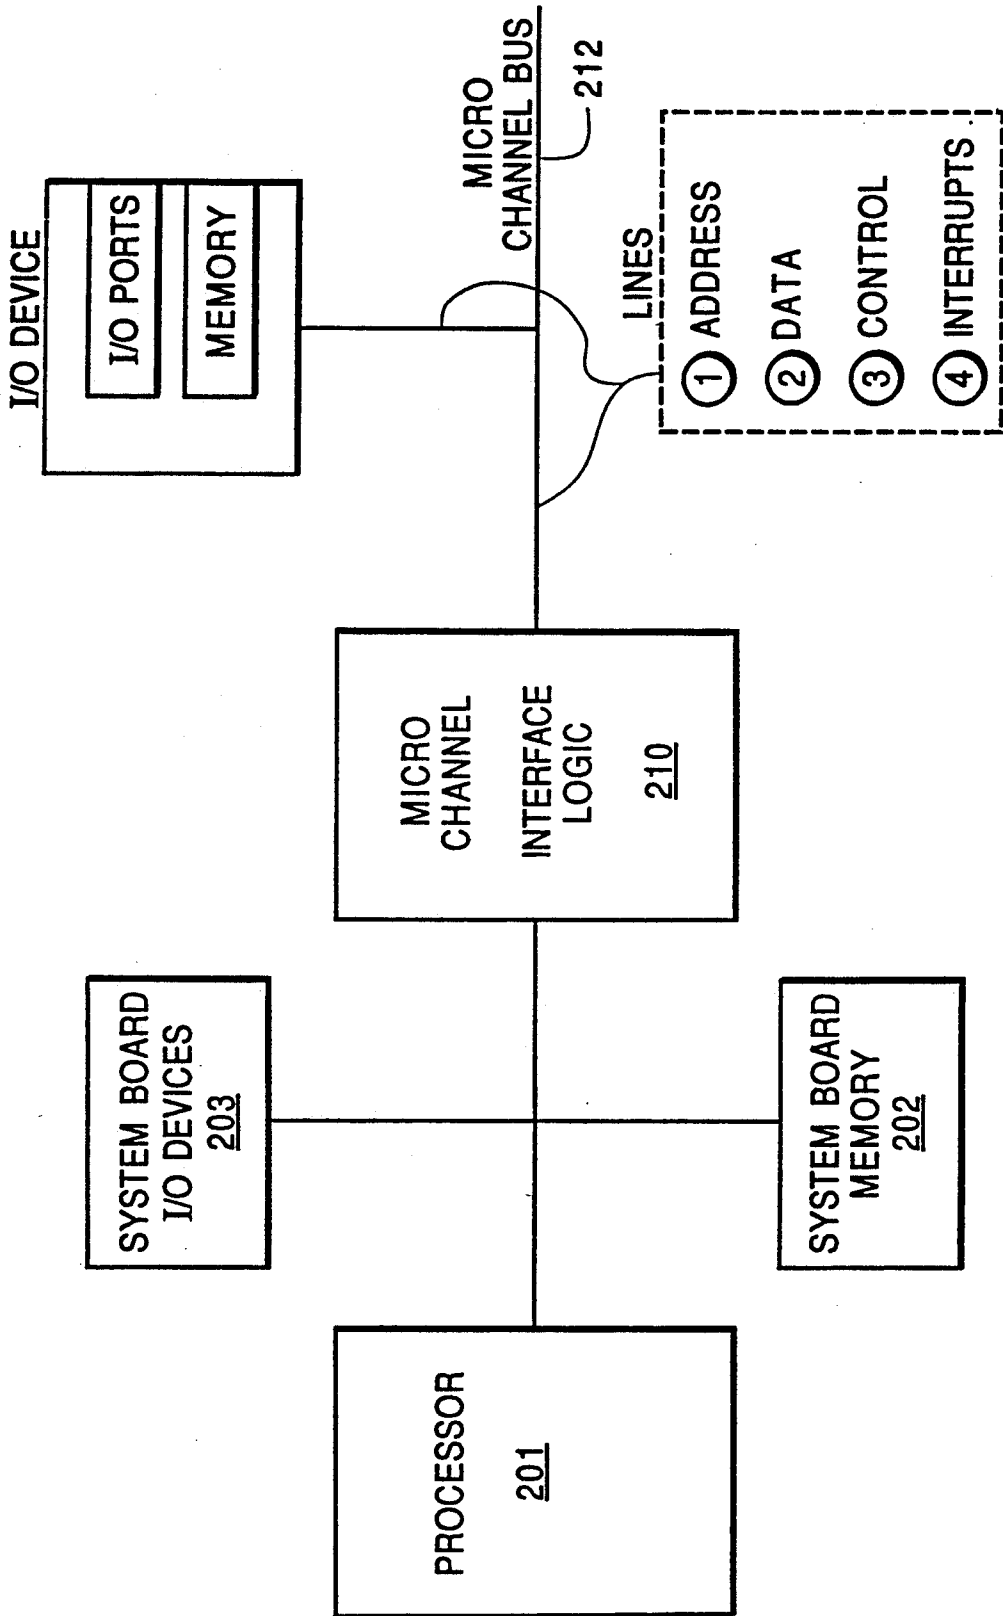 PROCESSOR
201
SYSTEM BOARD
I/O DEVICES
203
SYSTEM BOARD
MEMORY
202
MICRO
CHANNEL
INTERFACE
LOGIC
210
I/O DEVICE
I/O PORTS
MEMORY
MICRO
CHANNEL BUS
212
LINES
1 ADDRESS
2 DATA
3 CONTROL
4 INTERRUPTS